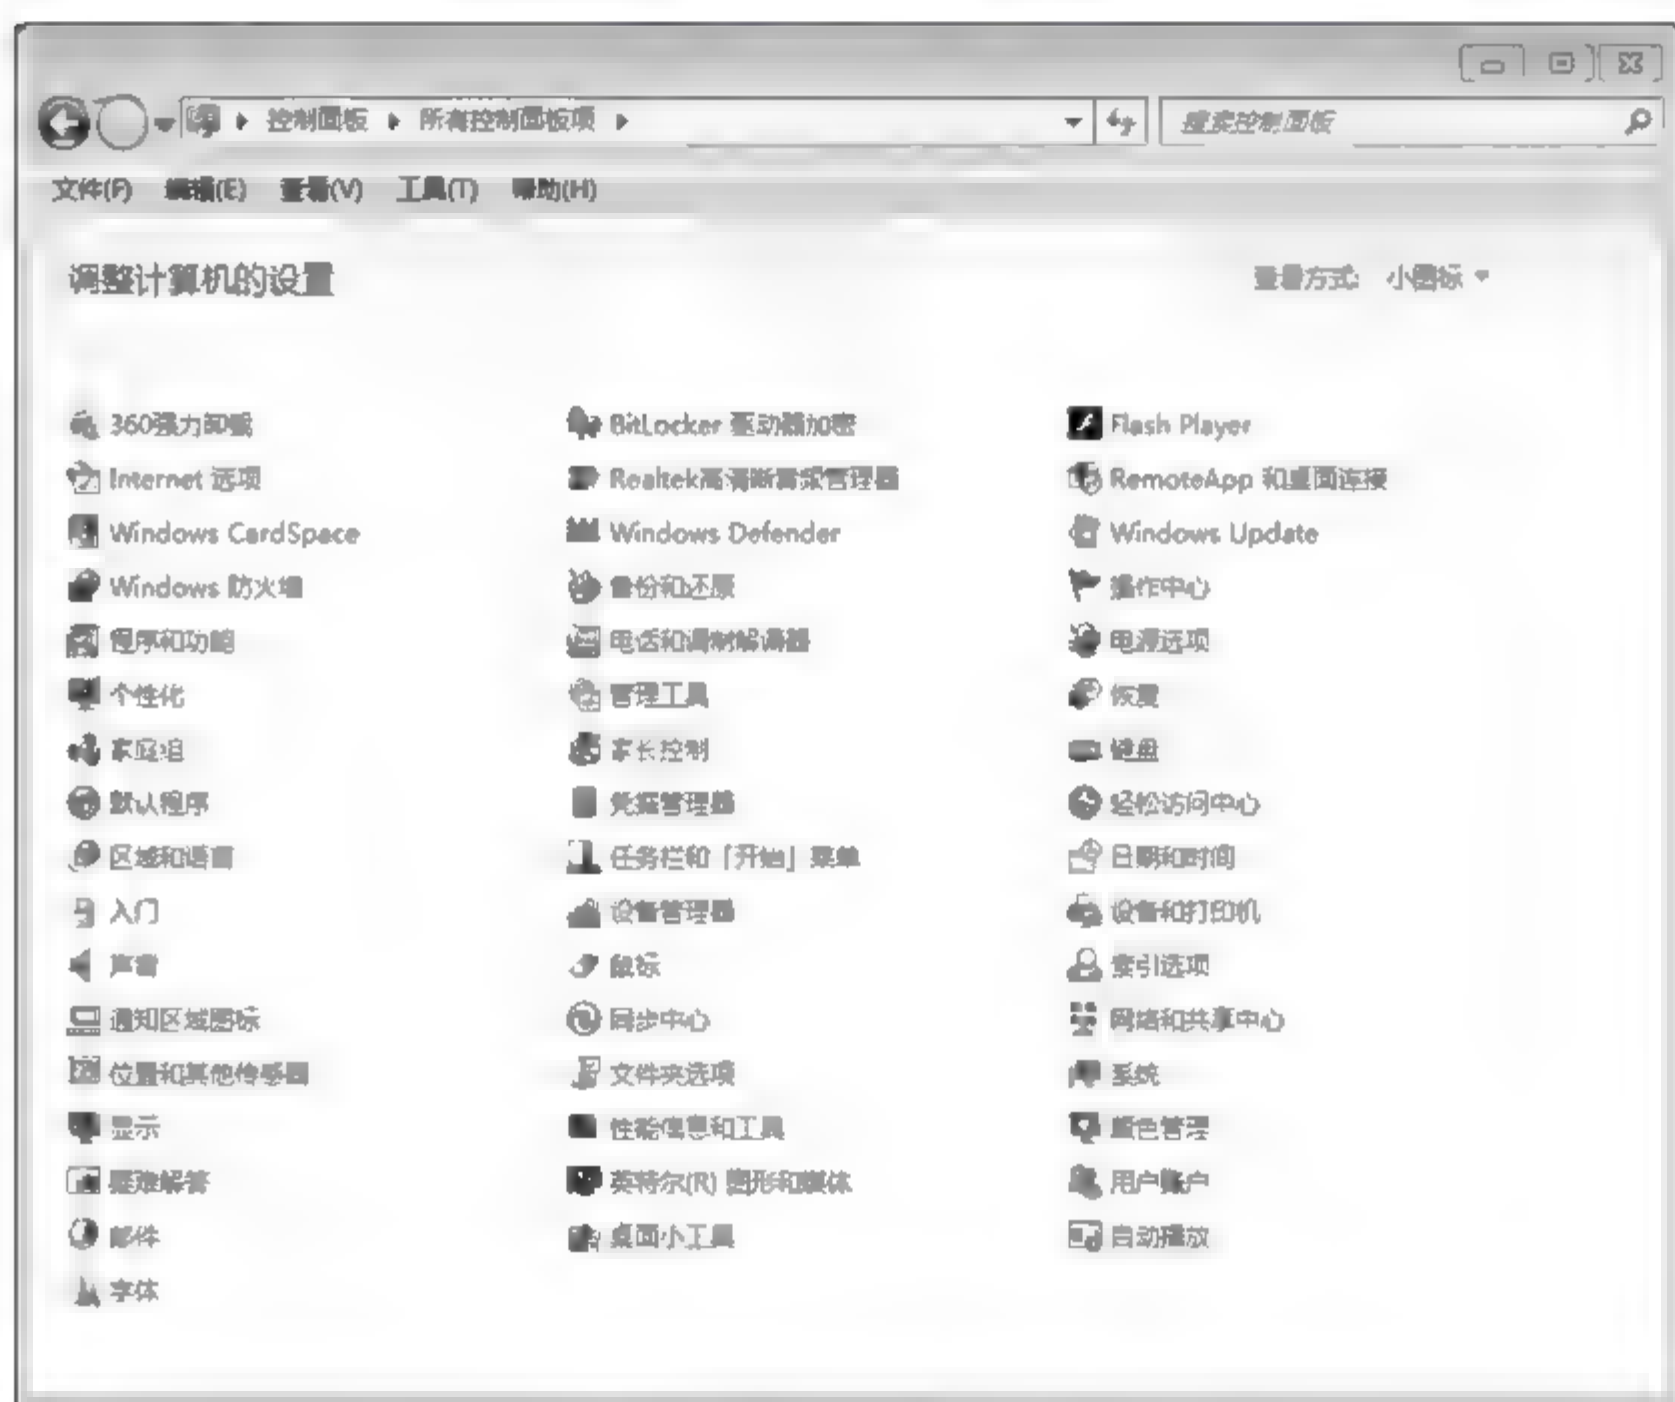 控制面板 所有控制面板项 搜索控制面板
文件(F) 编辑(E) 查看(V) 工具(T) 帮助(H)
调整计算机的设置 查看方式: 小图标
360强力卸载 BitLocker 驱动器加密 Flash Player
Internet 选项 Realtek高清晰音频管理器 RemoteApp 和桌面连接
Windows CardSpace Windows Defender Windows Update
Windows 防火墙 备份和还原 操作中心
程序和功能 电话和调制解调器 电源选项
个性化 管理工具 恢复
家庭组 家长控制 键盘
默认程序 凭据管理器 轻松访问中心
区域和语言 任务栏和「开始」菜单 日期和时间
入门 设备管理器 设备和打印机
声音 鼠标 索引选项
通知区域图标 同步中心 网络和共享中心
位置和其他传感器 文件夹选项 系统
显示 性能信息和工具 颜色管理
疑难解答 英特尔(R) 图形和媒体 用户账户
邮件 桌面小工具 自动播放
字体